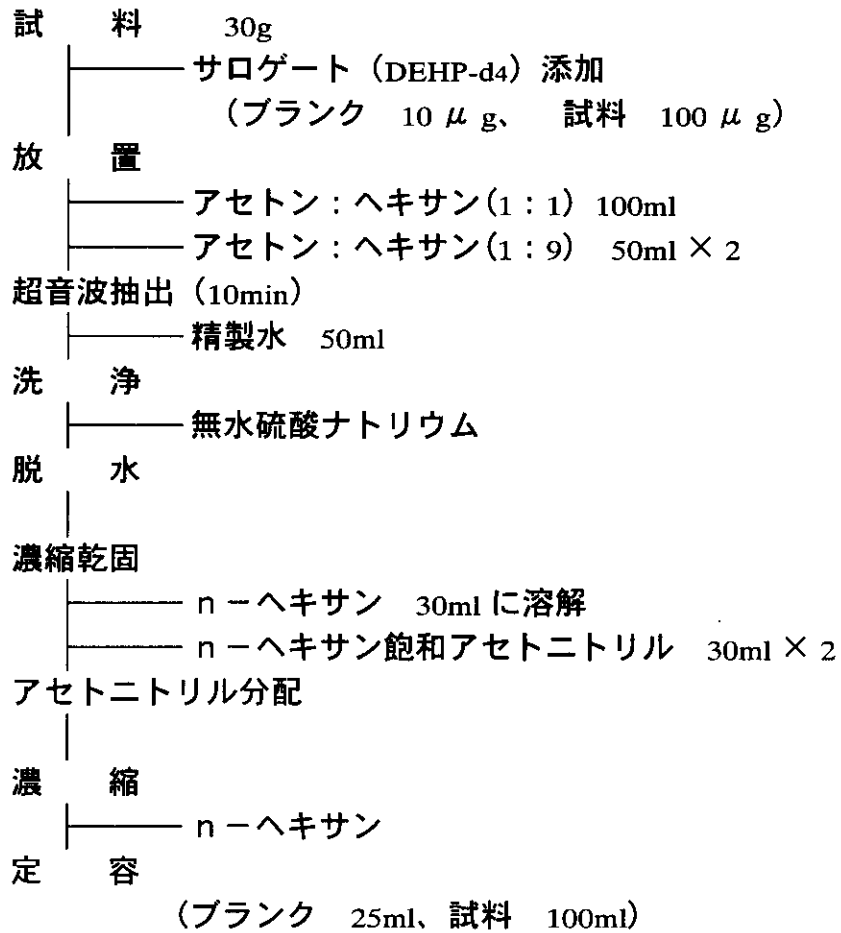 試　料　30g
サロゲート（DEHP-d4）添加
（ブランク　10 μ g、　試料　100 μ g）
放　置
アセトン：ヘキサン(1：1) 100ml
アセトン：ヘキサン(1：9)　50ml × 2
超音波抽出（10min）
精製水　50ml
洗　浄
無水硫酸ナトリウム
脱　水
濃縮乾固
n－ヘキサン　30ml に溶解
n－ヘキサン飽和アセトニトリル　30ml × 2
アセトニトリル分配
濃　縮
n－ヘキサン
定　容
（ブランク　25ml、試料　100ml）